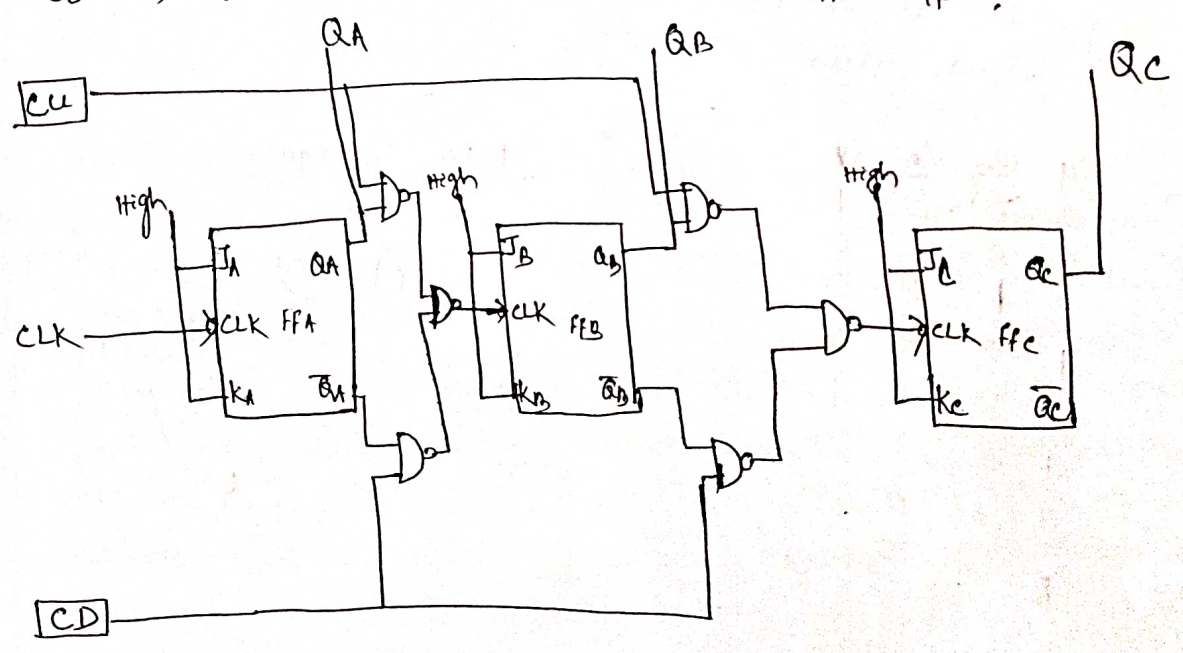 QA
QB
QC
CU
High
High
High
JA
QA
JB
QB
JC
QC
CLK
CLK FFA
CLK FFB
CLK FFC
KA
Q̅A
KB
Q̅B
KC
Q̅C
CD